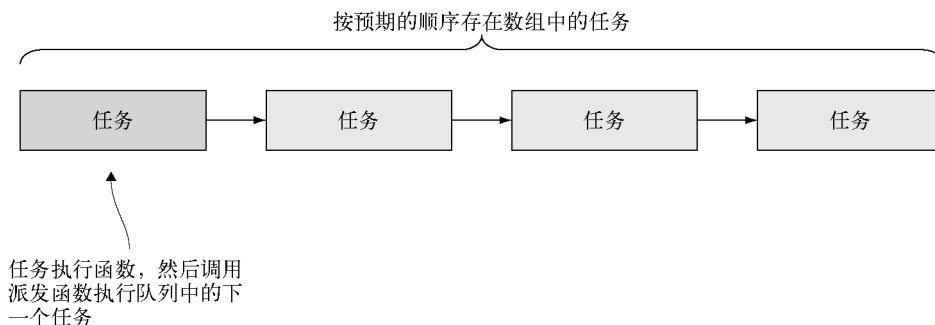 按预期的顺序存在数组中的任务
任务
任务
任务
任务
任务执行函数，然后调用
派发函数执行队列中的下
一个任务